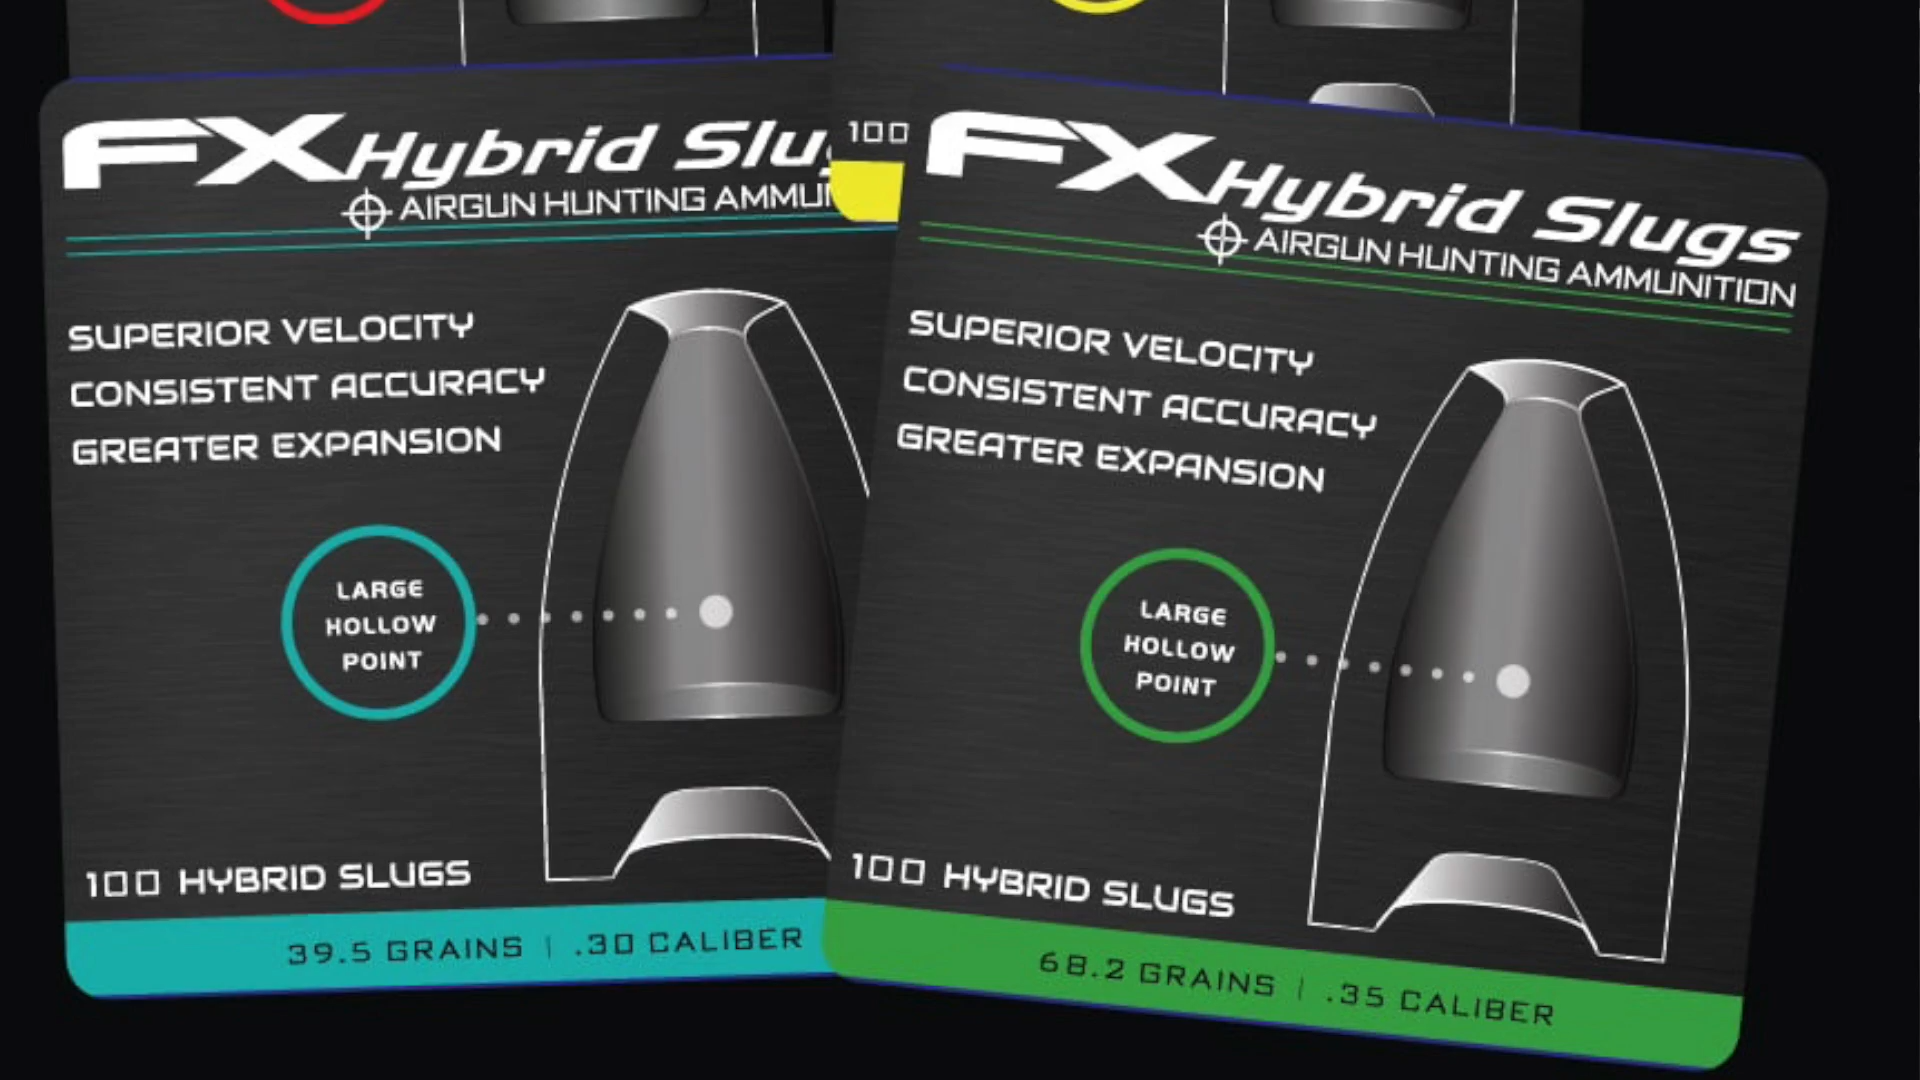 FX Hybrid Slu
AIRGUN HUNTING AMMUN
SUPERIOR VELOCITY
CONSISTENT ACCURACY
GREATER EXPANSION
LARGE
HOLLOW
POINT
100 HYBRID SLUGS
39.5 GRAINS | .30 CALIBER
100
FX Hybrid Slugs
AIRGUN HUNTING AMMUNITION
SUPERIOR VELOCITY
CONSISTENT ACCURACY
GREATER EXPANSION
LARGE
HOLLOW
POINT
100 HYBRID SLUGS
68.2 GRAINS | .35 CALIBER